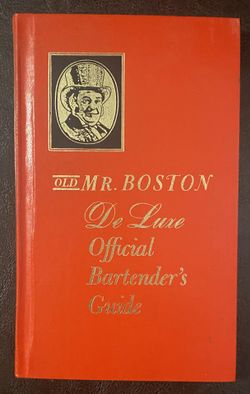 OLD MR. BOSTON
De Luxe
Official
Bartender's
Guide